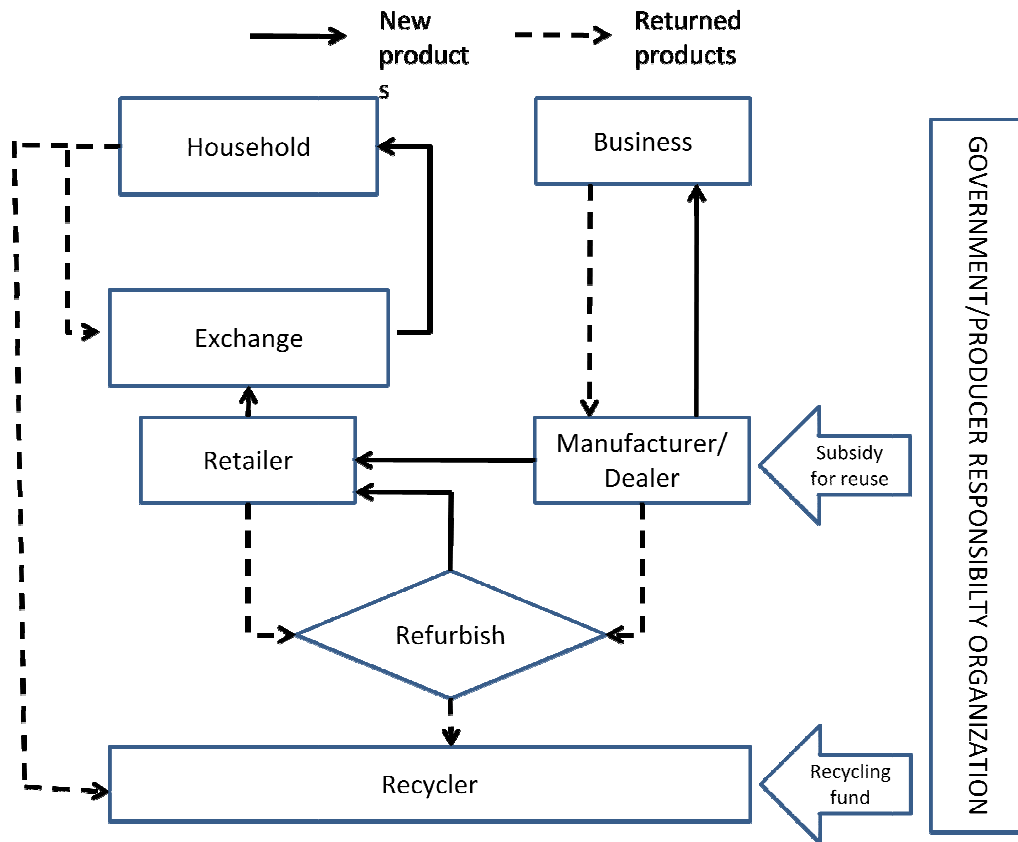 New
product
s
Returned
products
Household
Business
Exchange
Retailer
Manufacturer/
Dealer
Subsidy
for reuse
Refurbish
Recycler
Recycling
fund
GOVERNMENT/PRODUCER RESPONSIBILTY ORGANIZATION